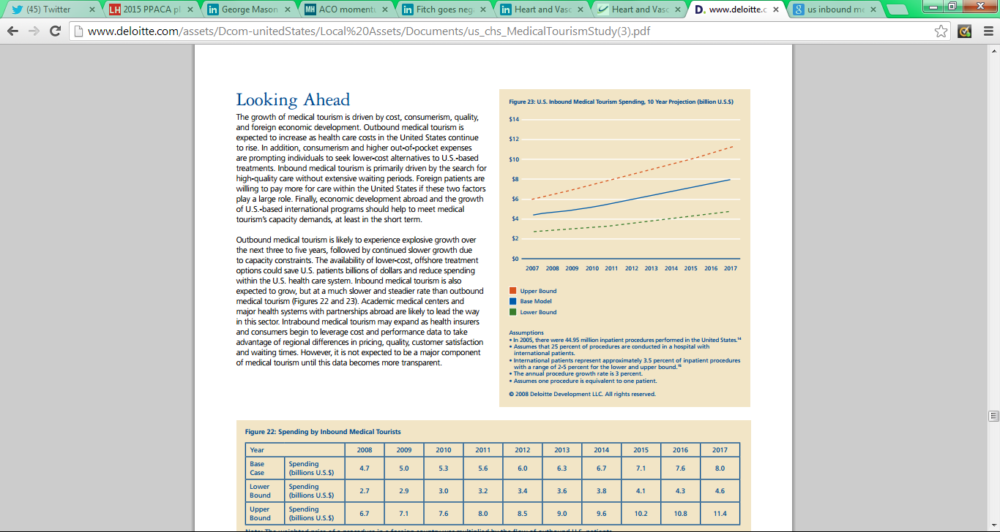 (45) Twitter
2015 PPACA pl
George Mason
ACO moment
Fitch goes neg
Heart and Vasc
Heart and Vasc
www.deloitte.c
us inbound me
www.deloitte.com/assets/Dcom-unitedStates/Local%20Assets/Documents/us_chs_MedicalTourismStudy(3).pdf
Looking Ahead
The growth of medical tourism is driven by cost, consumerism, quality,
and foreign economic development. Outbound medical tourism is
expected to increase as health care costs in the United States continue
to rise. In addition, consumerism and higher out-of-pocket expenses
are prompting individuals to seek lower-cost alternatives to U.S.-based
treatments. Inbound medical tourism is primarily driven by the search for
high-quality care without extensive waiting periods. Foreign patients are
willing to pay more for care within the United States if these two factors
play a large role. Finally, economic development abroad and the growth
of U.S.-based international programs should help to meet medical
tourism's capacity demands, at least in the short term.
Outbound medical tourism is likely to experience explosive growth over
the next three to five years, followed by continued slower growth due
to capacity constraints. The availability of lower-cost, offshore treatment
options could save U.S. patients billions of dollars and reduce spending
within the U.S. health care system. Inbound medical tourism is also
expected to grow, but at a much slower and steadier rate than outbound
medical tourism (Figures 22 and 23). Academic medical centers and
major health systems with partnerships abroad are likely to lead the way
in this sector. Intrabound medical tourism may expand as health insurers
and consumers begin to leverage cost and performance data to take
advantage of regional differences in pricing, quality, customer satisfaction
and waiting times. However, it is not expected to be a major component
of medical tourism until this data becomes more transparent.
Figure 23: U.S. Inbound Medical Tourism Spending, 10 Year Projection (billion U.S.$)
$14
$12
$10
$8
$6
$4
$2
$0
2007 2008 2009 2010 2011 2012 2013 2014 2015 2016 2017
Upper Bound
Base Model
Lower Bound
Assumptions
• In 2005, there were 44.95 million inpatient procedures performed in the United States.14
• Assumes that 25 percent of procedures are conducted in a hospital with
international patients.
• International patients represent approximately 3.5 percent of inpatient procedures
with a range of 2-5 percent for the lower and upper bound.15
• The annual procedure growth rate is 3 percent.
• Assumes one procedure is equivalent to one patient.
© 2008 Deloitte Development LLC. All rights reserved.
Figure 22: Spending by Inbound Medical Tourists
Year 2008 2009 2010 2011 2012 2013 2014 2015 2016 2017
Base Case Spending (billions U.S.$) 4.7 5.0 5.3 5.6 6.0 6.3 6.7 7.1 7.6 8.0
Lower Bound Spending (billions U.S.$) 2.7 2.9 3.0 3.2 3.4 3.6 3.8 4.1 4.3 4.6
Upper Bound Spending (billions U.S.$) 6.7 7.1 7.6 8.0 8.5 9.0 9.6 10.2 10.8 11.4
Note: The weighted price of a procedure in a foreign country was multiplied by the flow of outbound U.S. patients